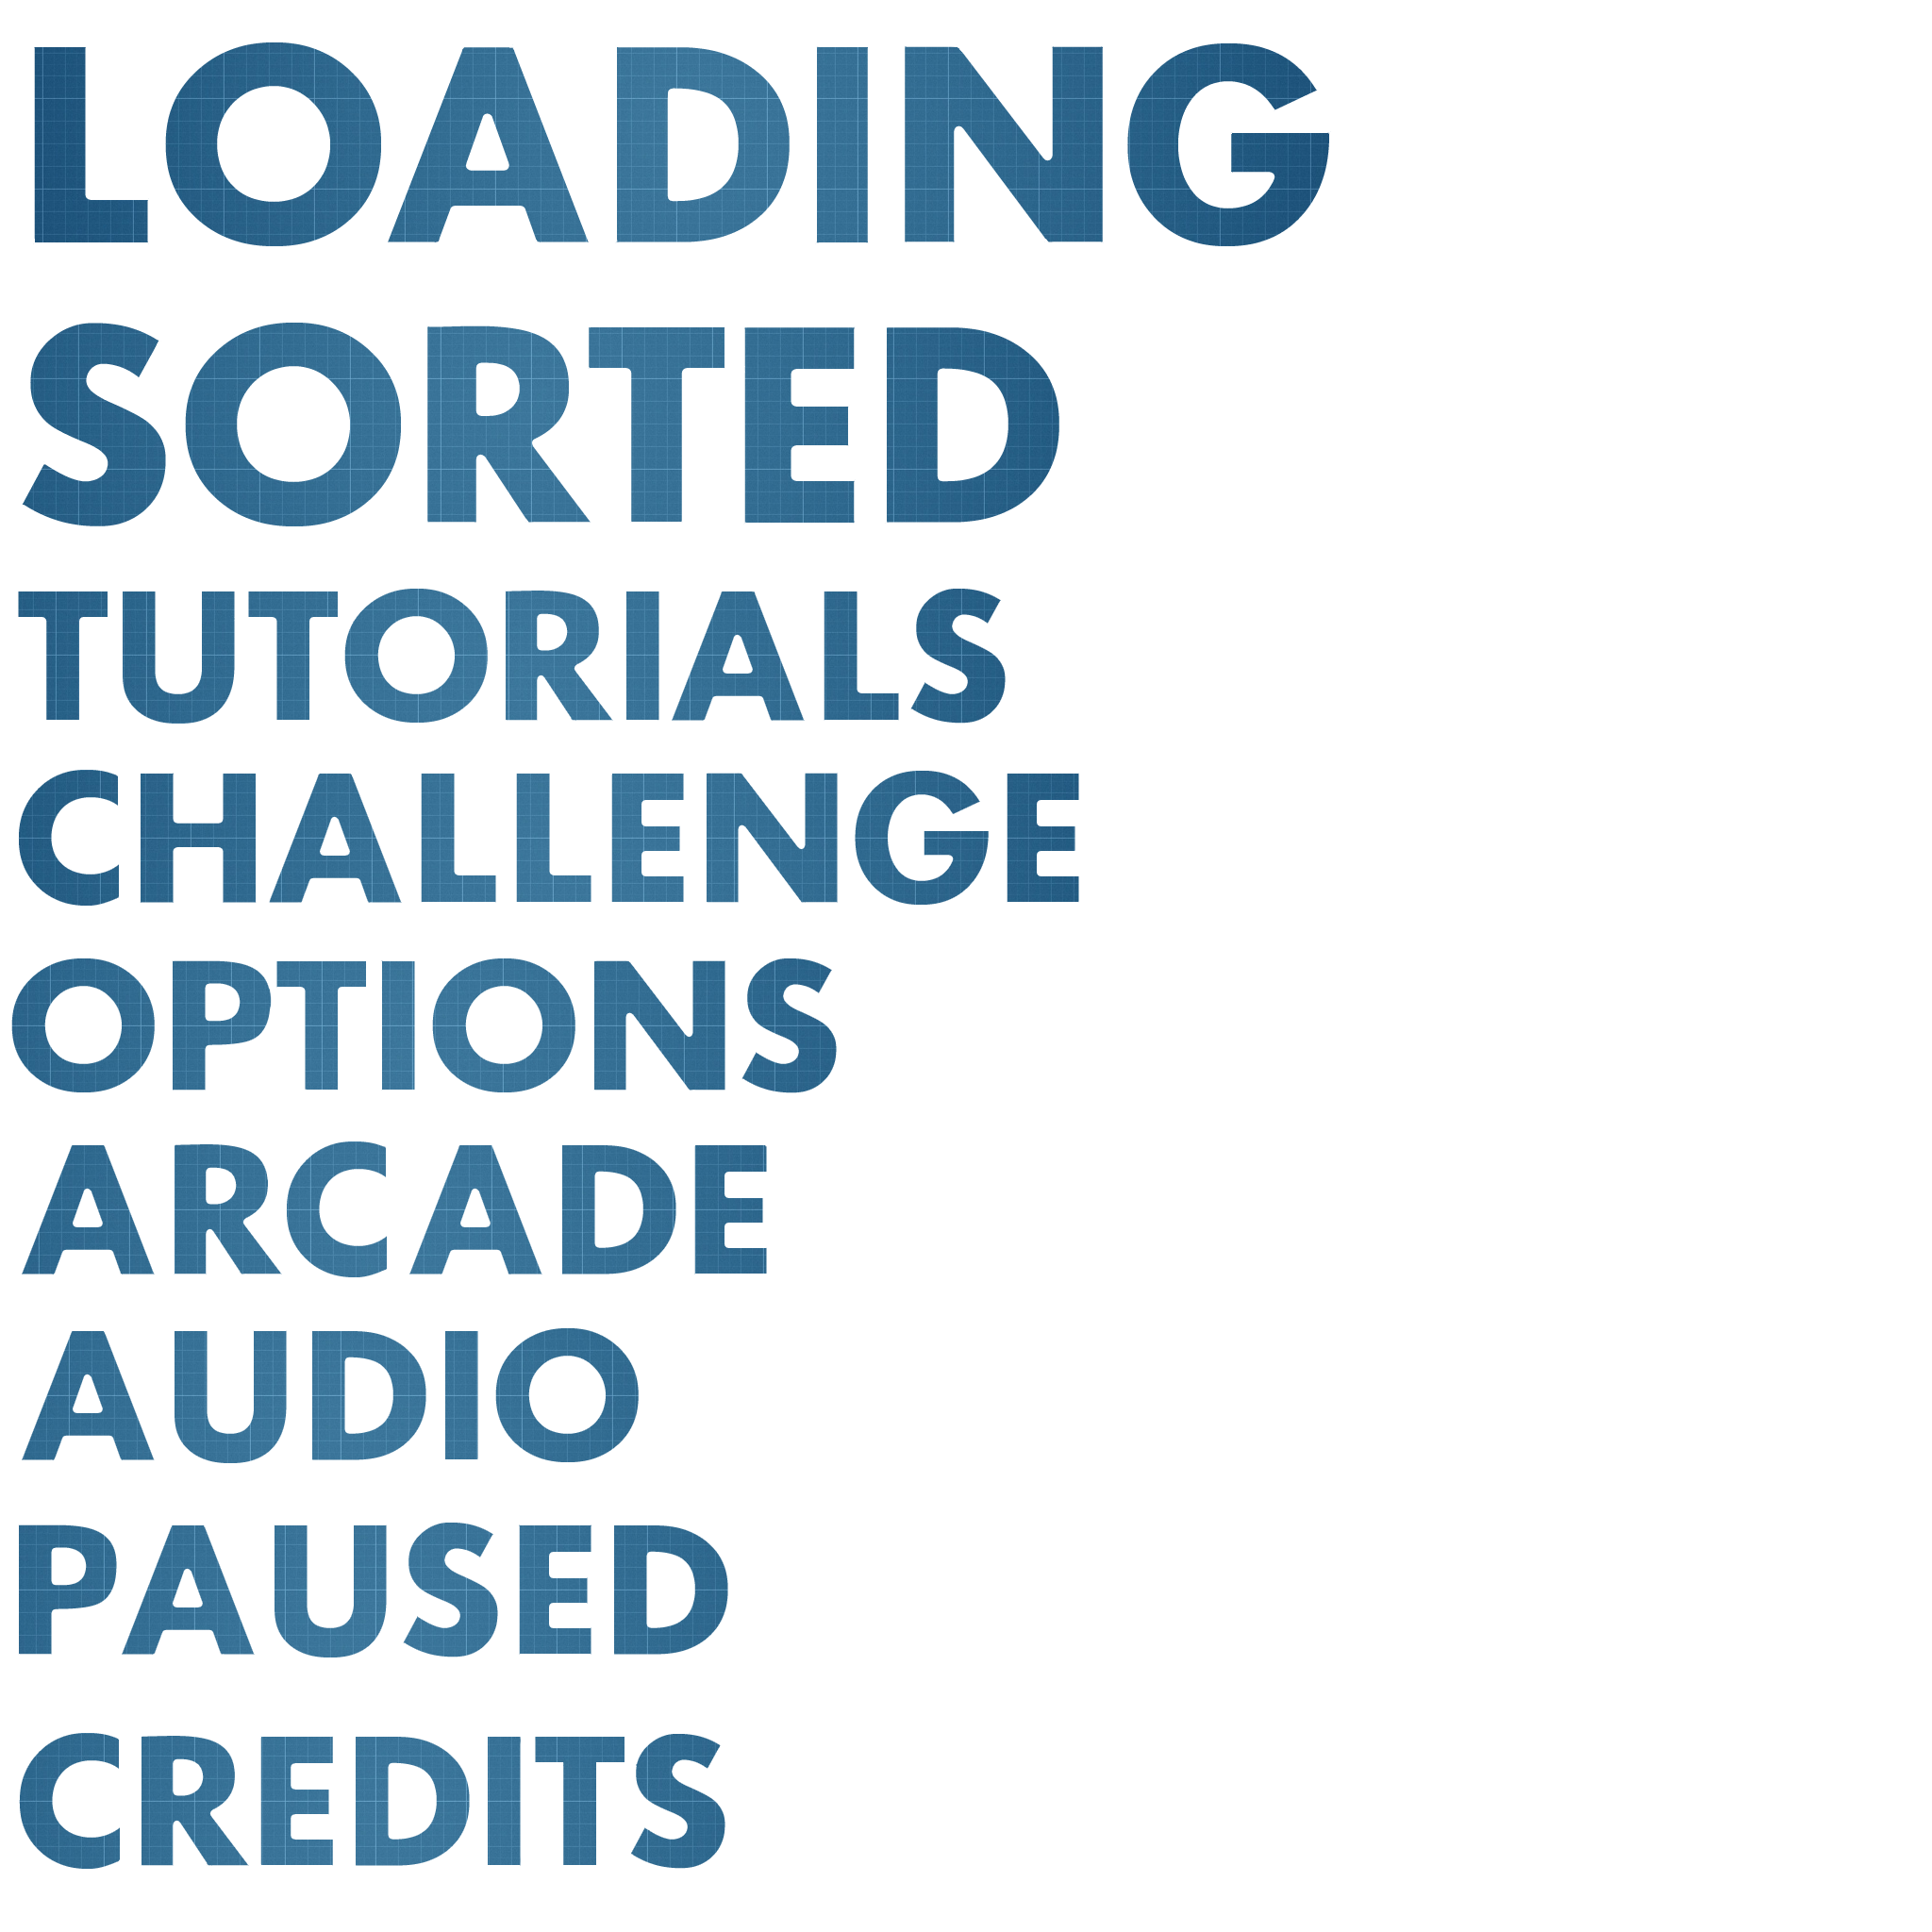 LOADING
SORTED
TUTORIALS
CHALLENGE
OPTIONS
ARCADE
AUDIO
PAUSED
CREDITS